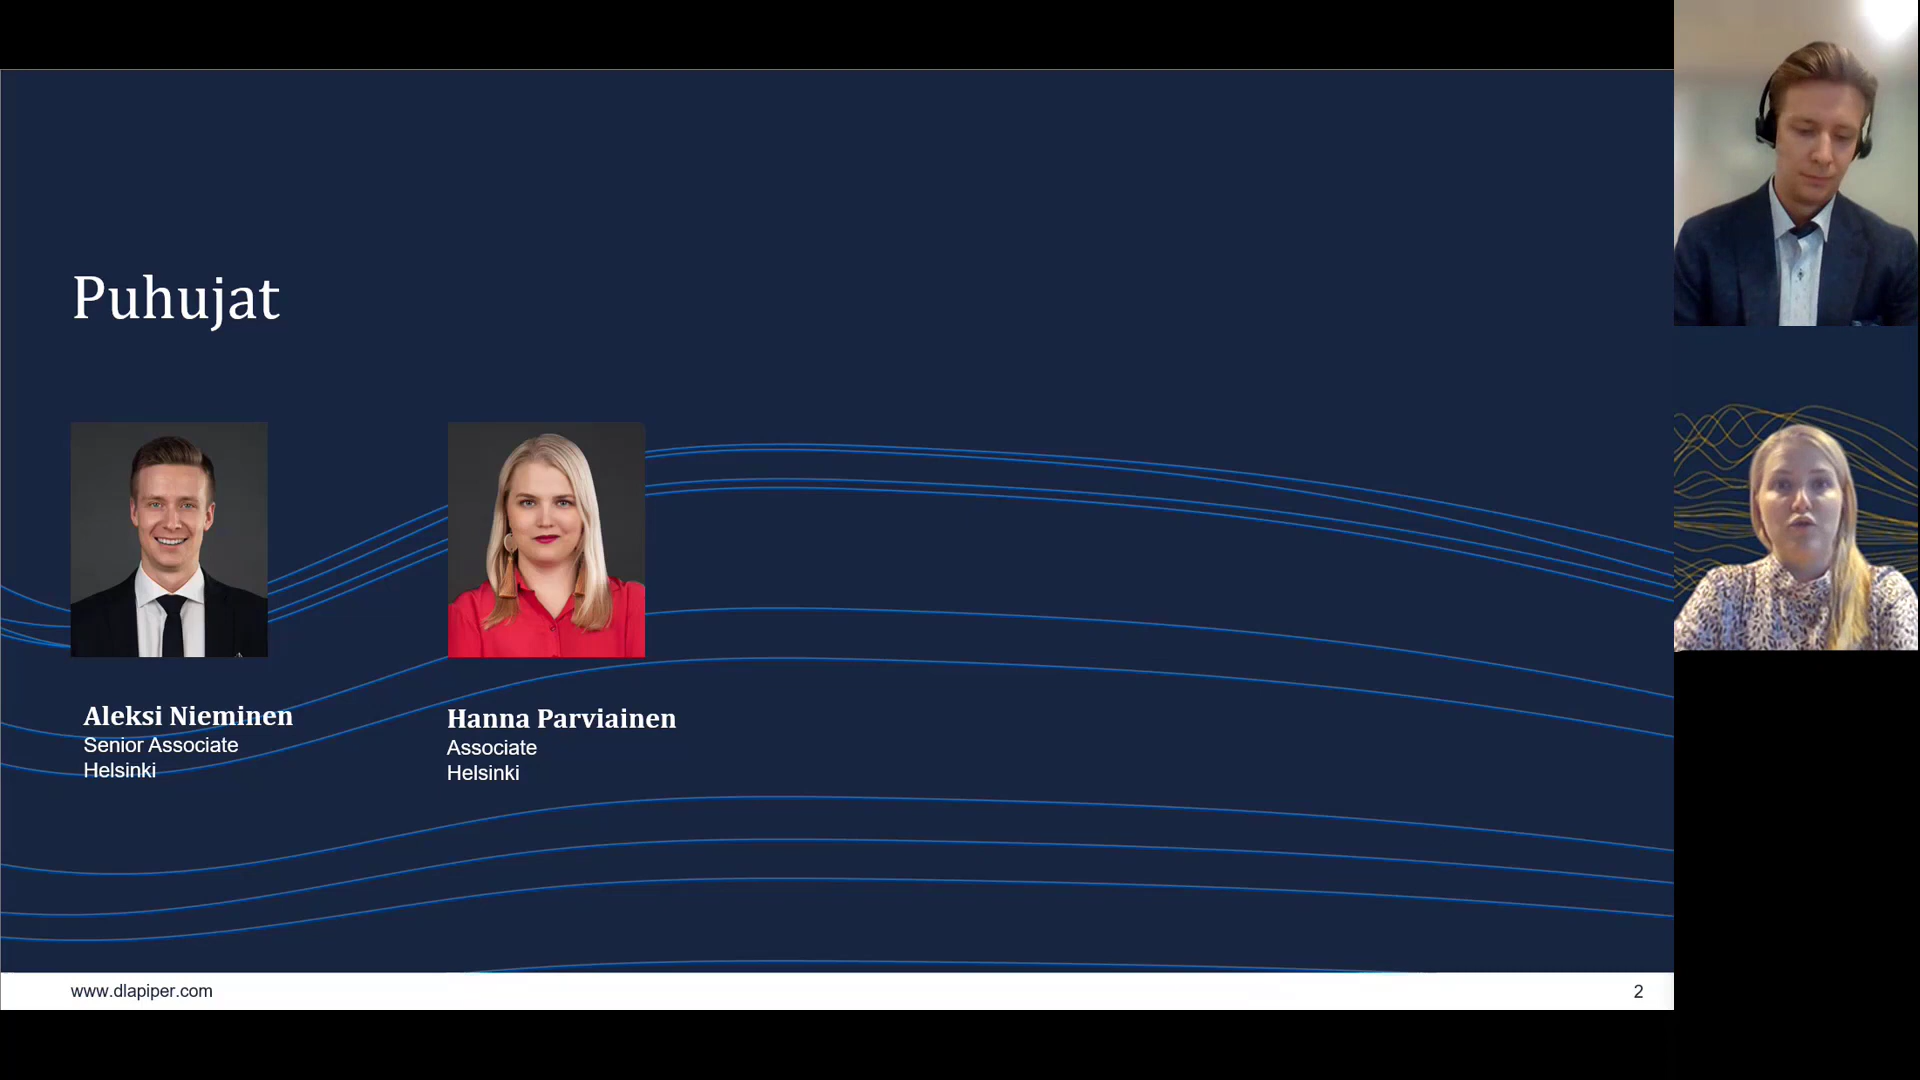 Puhujat
Aleksi Nieminen
Senior Associate
Helsinki
Hanna Parviainen
Associate
Helsinki
www.dlapiper.com
2